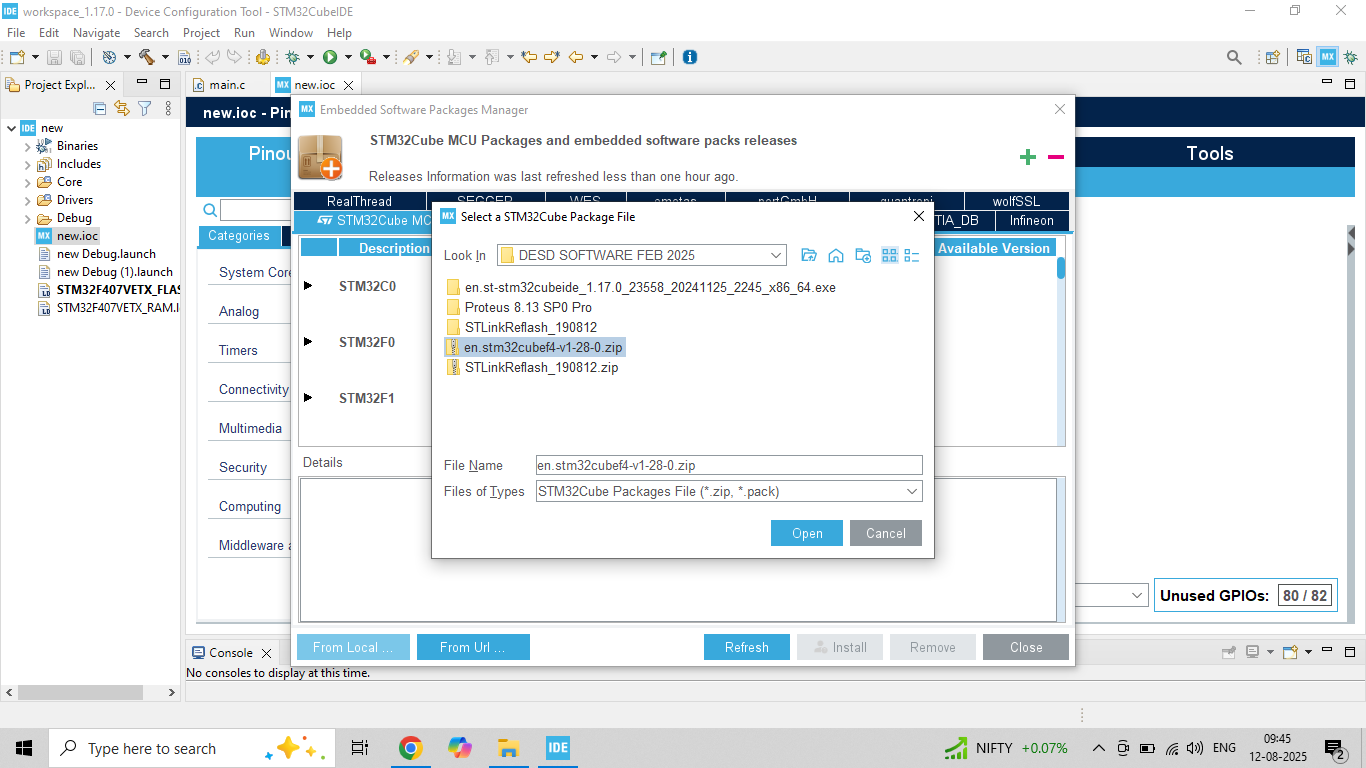 IDE workspace_1.17.0 - Device Configuration Tool - STM32CubeIDE
File Edit Navigate Search Project Run Window Help
Project Expl...
main.c
MX new.ioc
IDE new
Binaries
Includes
Core
Drivers
Debug
MX new.ioc
new Debug.launch
new Debug (1).launch
STM32F407VETX_FLAS
STM32F407VETX_RAM.l
new.ioc - Pin
Pinou
Tools
Categories
System Core
Analog
Timers
Connectivity
Multimedia
Security
Computing
Middleware a
MX Embedded Software Packages Manager
STM32Cube MCU Packages and embedded software packs releases
Releases Information was last refreshed less than one hour ago.
RealThread SEGGER WES emotas portGmbH quantropi wolfSSL
STM32Cube MC
TIA_DB Infineon
Description
Available Version
STM32C0
STM32F0
STM32F1
Details
MX Select a STM32Cube Package File
Look In DESD SOFTWARE FEB 2025
en.st-stm32cubeide_1.17.0_23558_20241125_2245_x86_64.exe
Proteus 8.13 SP0 Pro
STLinkReflash_190812
en.stm32cubef4-v1-28-0.zip
STLinkReflash_190812.zip
File Name en.stm32cubef4-v1-28-0.zip
Files of Types STM32Cube Packages File (*.zip, *.pack)
Open Cancel
From Local ... From Url ... Refresh Install Remove Close
Unused GPIOs: 80 / 82
Console
No consoles to display at this time.
Type here to search
IDE
NIFTY +0.07%
ENG
09:45
12-08-2025
2